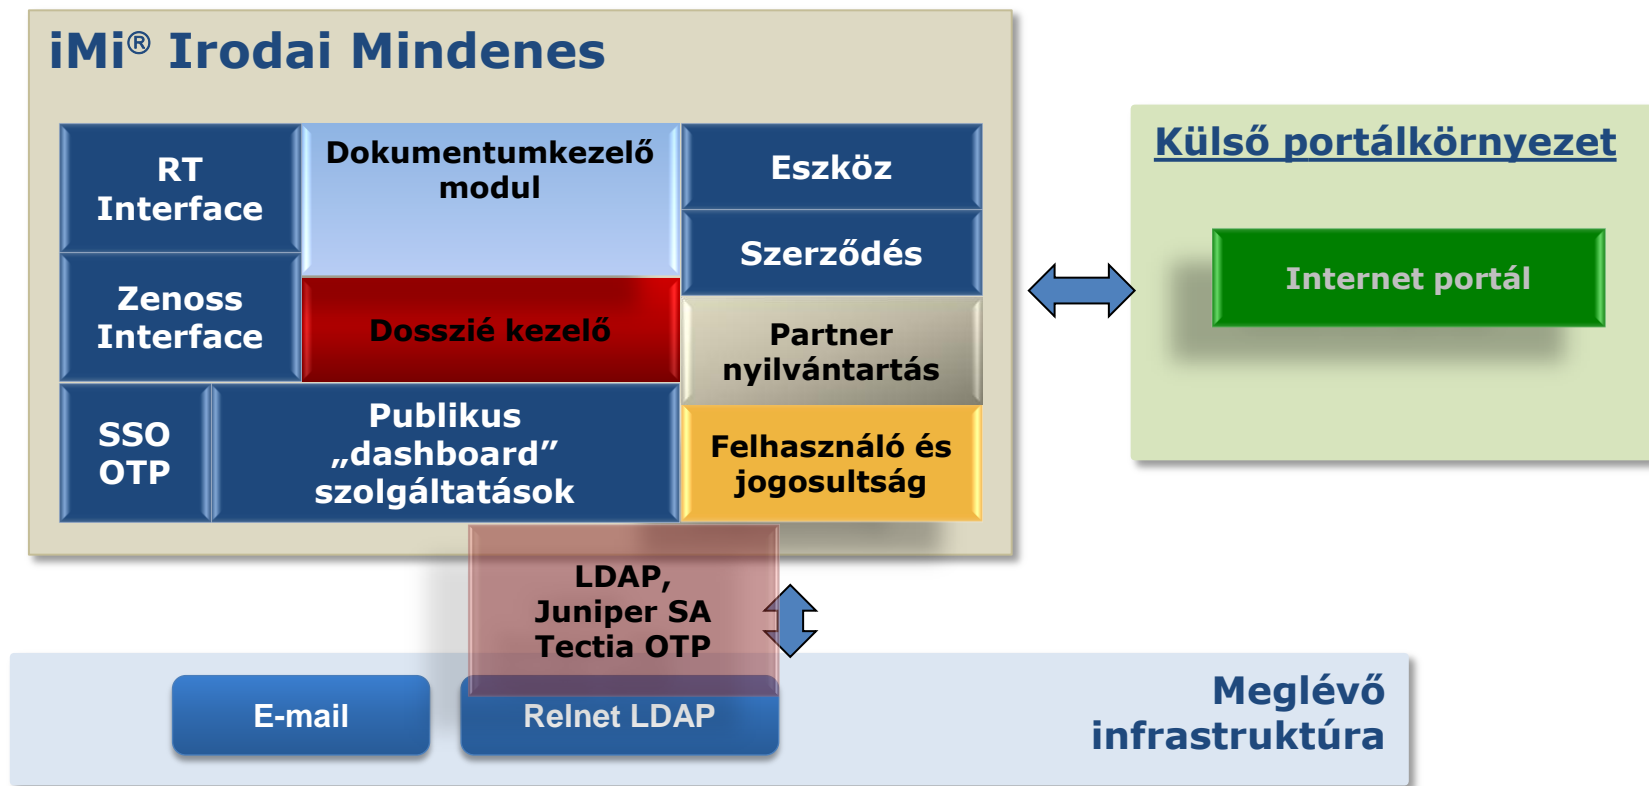 iMi® Irodai Mindenes
RT
Interface
Dokumentumkezelő
modul
Eszköz
Szerződés
Zenoss
Interface
Dosszié kezelő
Partner
nyilvántartás
SSO
OTP
Publikus
„dashboard”
szolgáltatások
Felhasználó és
jogosultság
Külső portálkörnyezet
Internet portál
LDAP,
Juniper SA
Tectia OTP
E-mail
Relnet LDAP
Meglévő
infrastruktúra